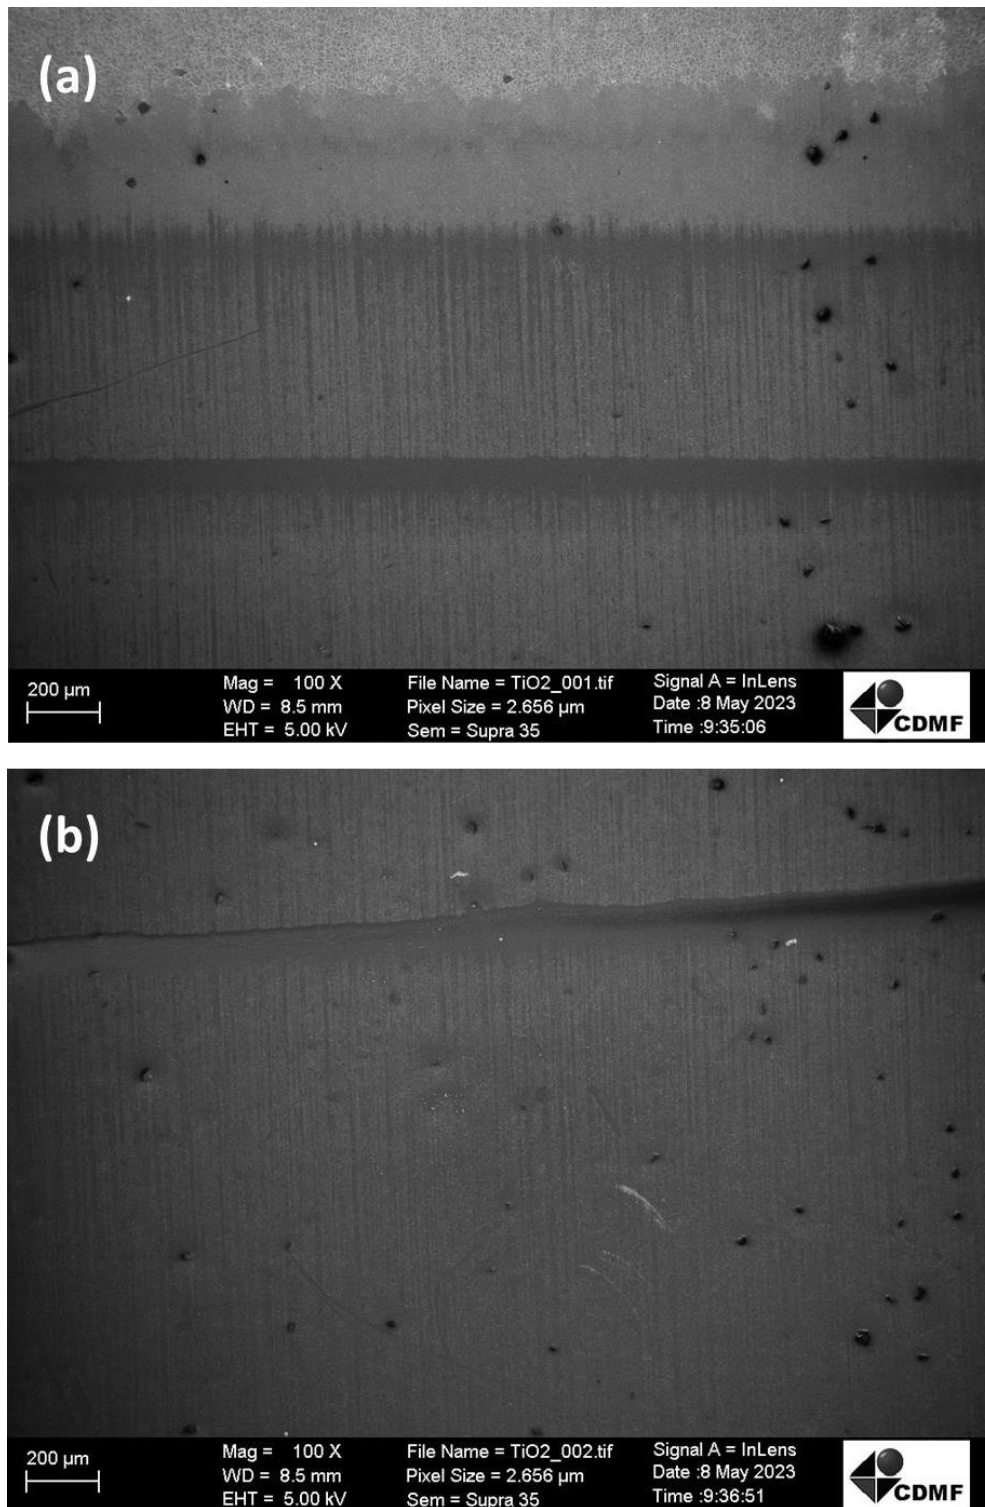 (a)
200 µm
Mag = 100 X
WD = 8.5 mm
EHT = 5.00 kV
File Name = TiO2_001.tif
Pixel Size = 2.656 µm
Sem = Supra 35
Signal A = InLens
Date :8 May 2023
Time :9:35:06
CDMF
(b)
200 µm
Mag = 100 X
WD = 8.5 mm
EHT = 5.00 kV
File Name = TiO2_002.tif
Pixel Size = 2.656 µm
Sem = Supra 35
Signal A = InLens
Date :8 May 2023
Time :9:36:51
CDMF